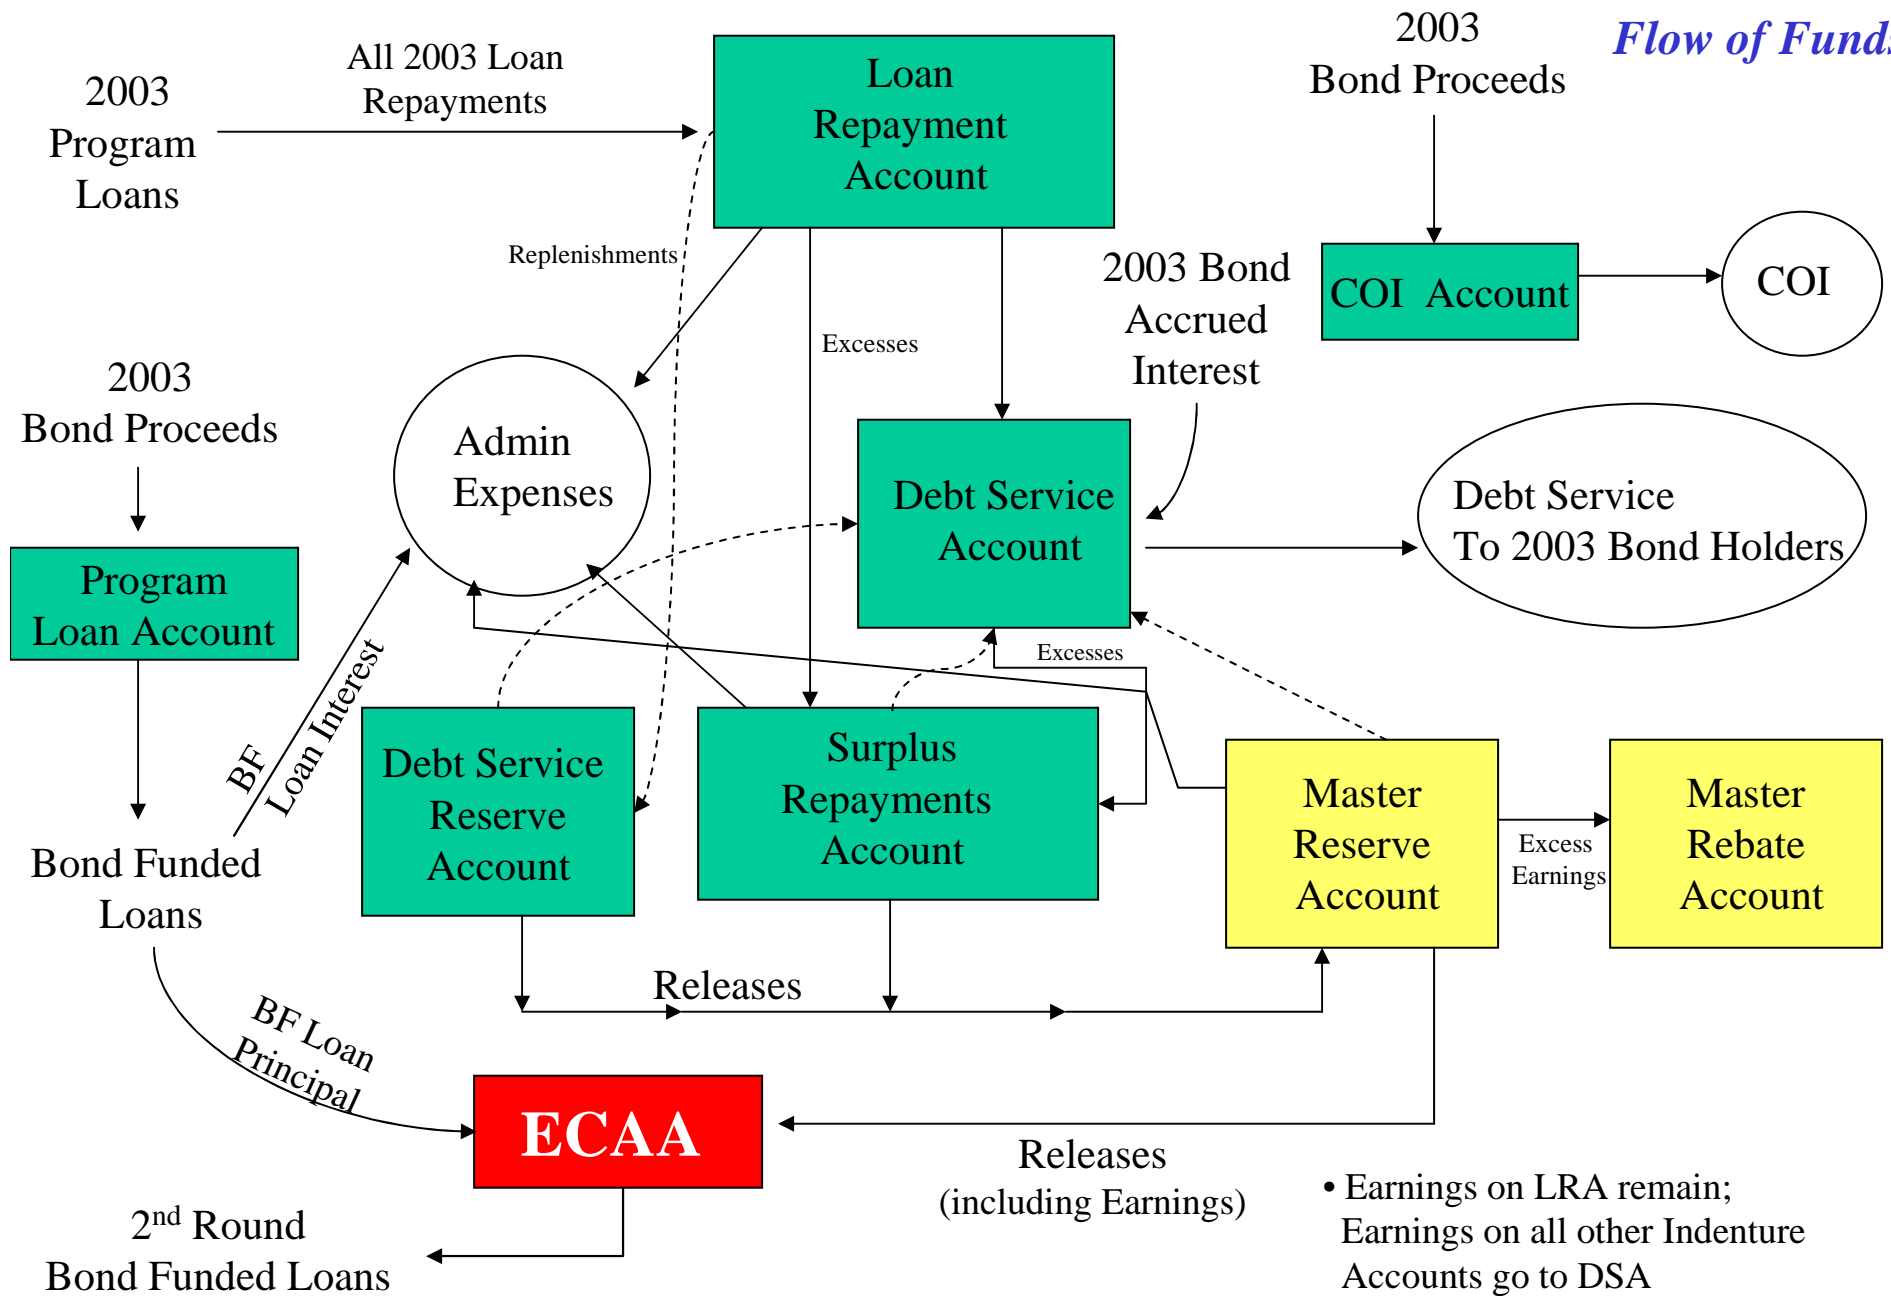 Flow of Funds
2003
Program
Loans
All 2003 Loan
Repayments
Loan
Repayment
Account
2003
Bond Proceeds
COI Account
COI
Replenishments
Excesses
2003 Bond
Accrued
Interest
2003
Bond Proceeds
Admin
Expenses
Debt Service
Account
Debt Service
To 2003 Bond Holders
Program
Loan Account
BF
Loan Interest
Excesses
Debt Service
Reserve
Account
Surplus
Repayments
Account
Master
Reserve
Account
Excess
Earnings
Master
Rebate
Account
Bond Funded
Loans
Releases
BF Loan
Principal
ECAA
Releases
(including Earnings)
2nd Round
Bond Funded Loans
• Earnings on LRA remain;
Earnings on all other Indenture
Accounts go to DSA